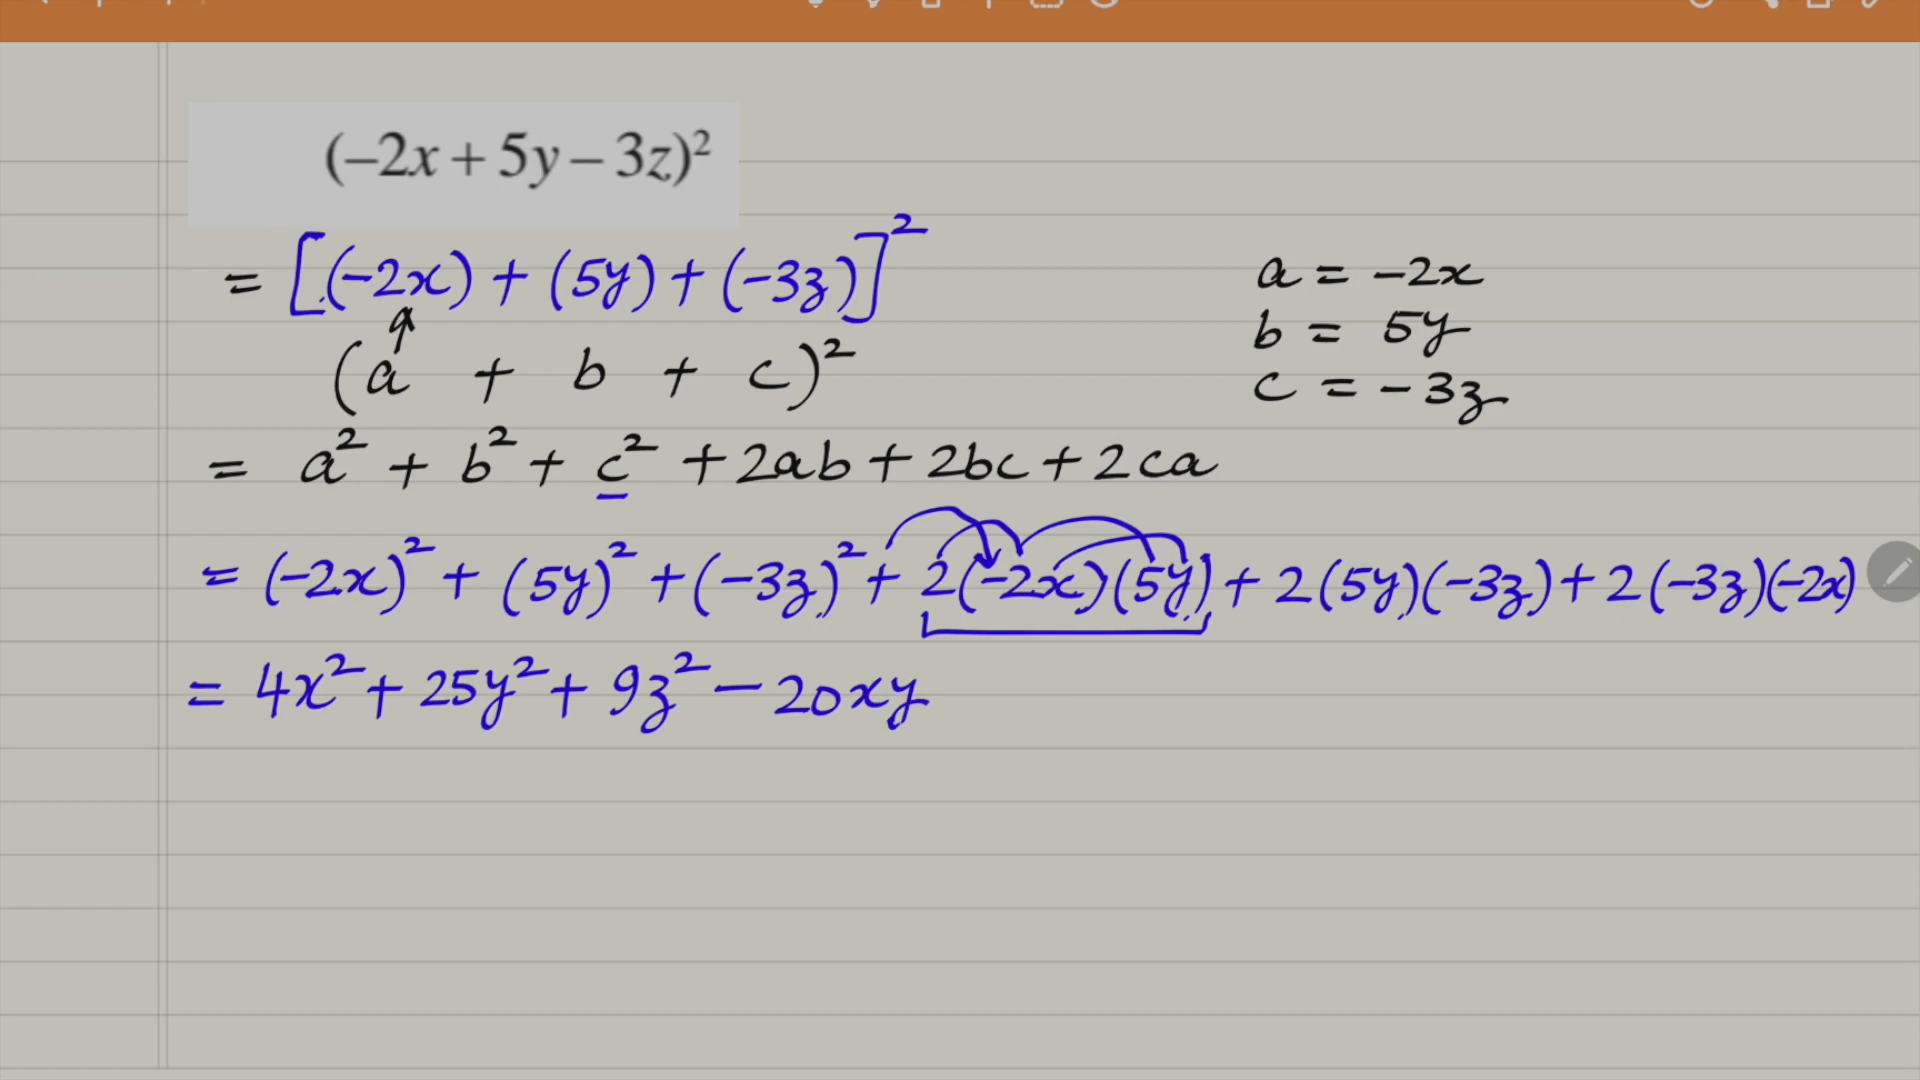 (–2x + 5y – 3z)²
= [(-2x) + (5y) + (-3z)]²
a = -2x
b = 5y
c = -3z
(a + b + c)²
= a² + b² + c² + 2ab + 2bc + 2ca
= (-2x)² + (5y)² + (-3z)² + 2(-2x)(5y) + 2(5y)(-3z) + 2(-3z)(-2x)
= 4x² + 25y² + 9z² - 20xy